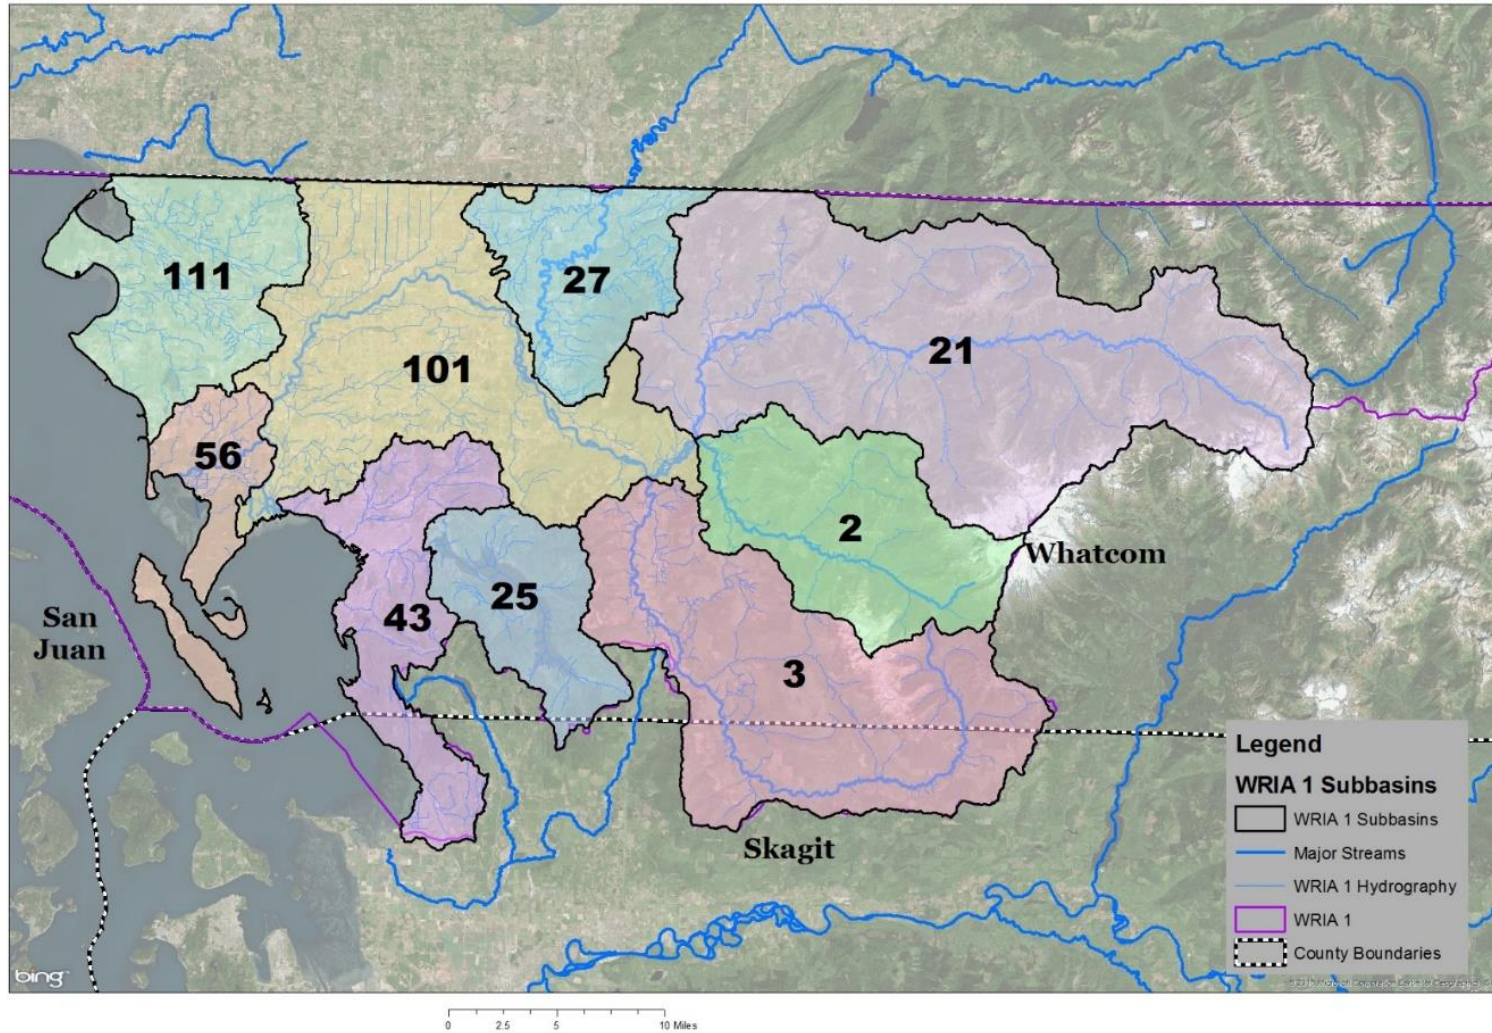 111
27
21
101
56
2
Whatcom
25
43
San
Juan
3
Skagit
Legend
WRIA 1 Subbasins
WRIA 1 Subbasins
Major Streams
WRIA 1 Hydrography
WRIA 1
County Boundaries
bing
0 2.5 5 10 Miles